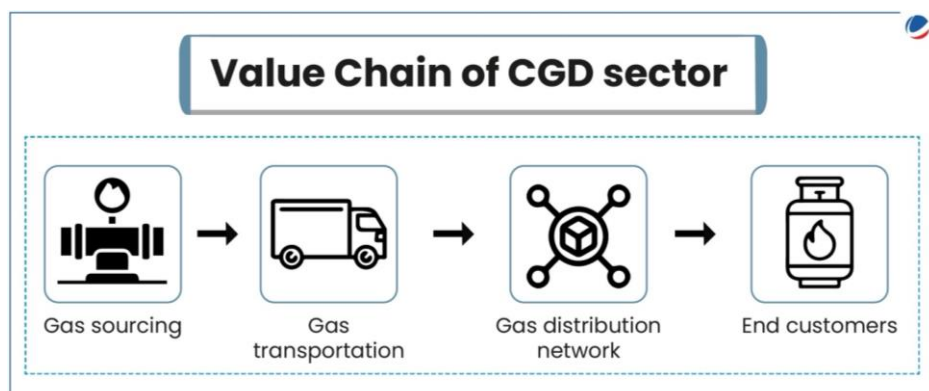 Value Chain of CGD sector
Gas sourcing
Gas
transportation
Gas distribution
network
End customers